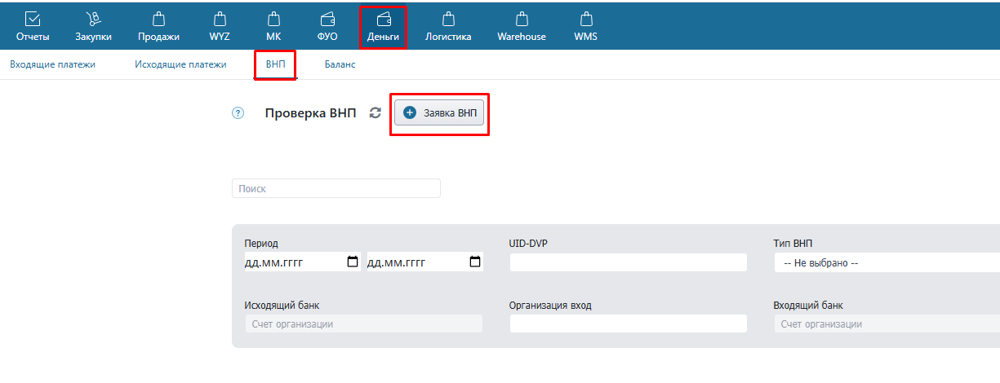 Отчеты Закупки Продажи WYZ МК ФУО Деньги Логистика Warehouse WMS
Входящие платежи Исходящие платежи ВНП Баланс
? Проверка ВНП Заявка ВНП
Поиск
Период UID-DVP Тип ВНП
дд.мм.гггг дд.мм.гггг -- Не выбрано --
Исходящий банк Организация вход Входящий банк
Счет организации Счет организации